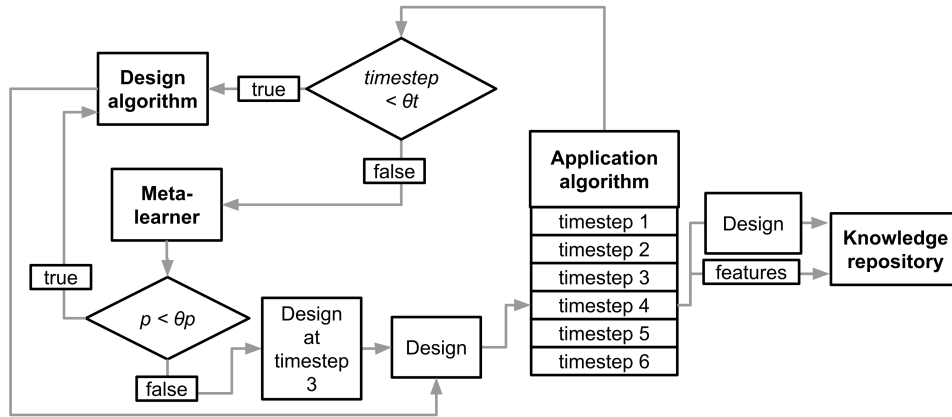 Design
algorithm
true
timestep
< θt
false
Meta-
learner
true
p < θp
false
Design
at
timestep
3
Design
Application
algorithm
timestep 1
timestep 2
timestep 3
timestep 4
timestep 5
timestep 6
Design
features
Knowledge
repository